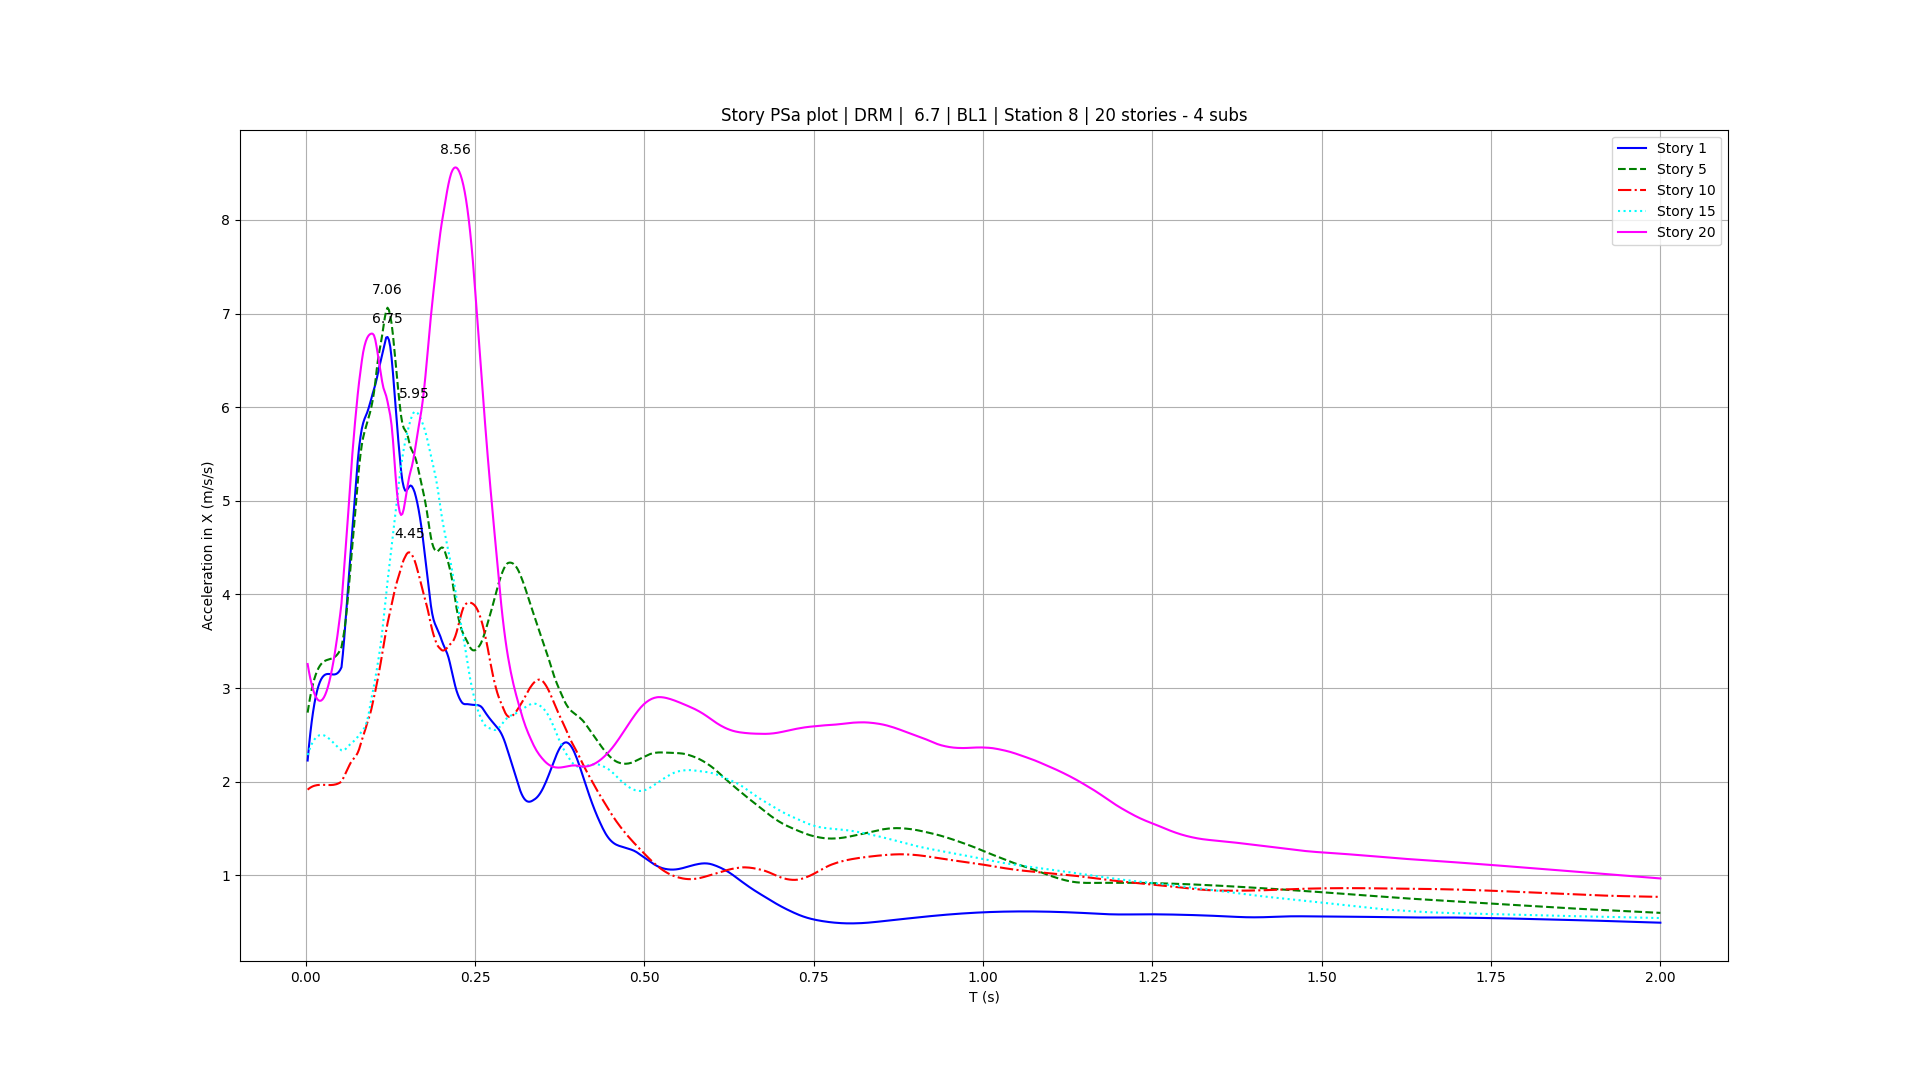 Story PSa plot | DRM |  6.7 | BL1 | Station 8 | 20 stories - 4 subs
8.56
7.06
6.75
5.95
4.45
Story 1
Story 5
Story 10
Story 15
Story 20
Acceleration in X (m/s/s)
8
7
6
5
4
3
2
1
0.00 0.25 0.50 0.75 1.00 1.25 1.50 1.75 2.00
T (s)